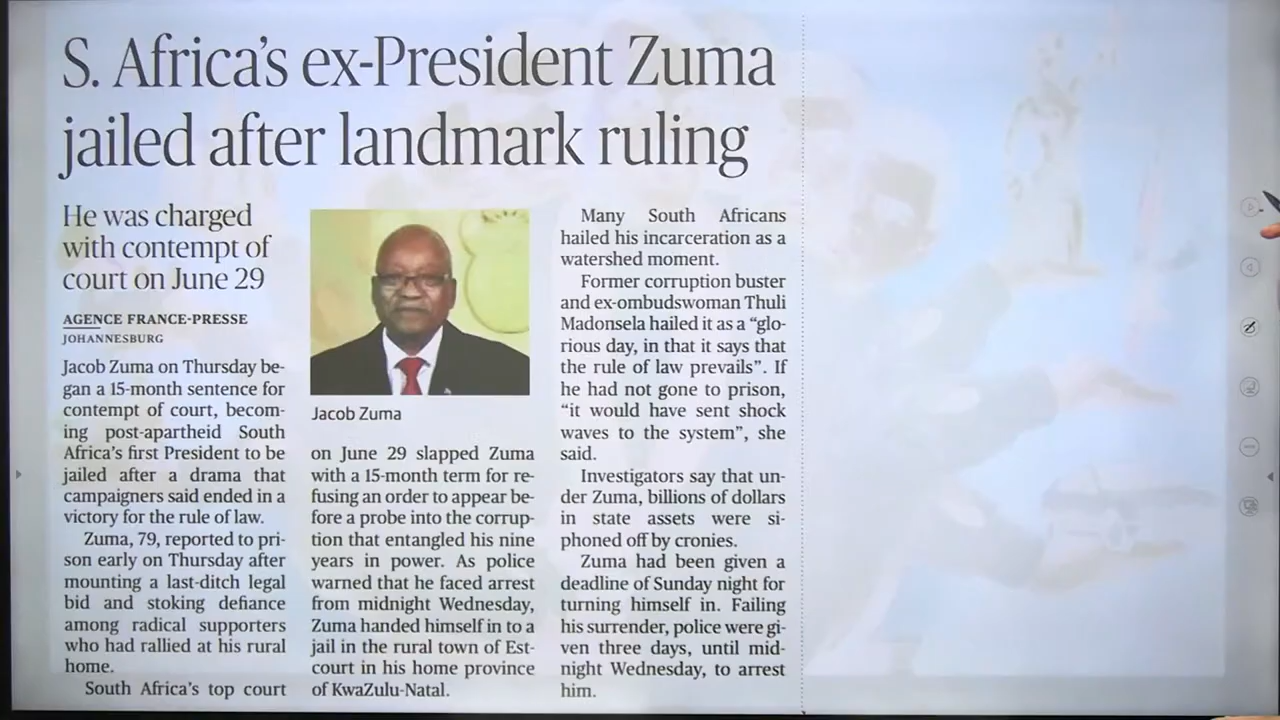 S. Africa's ex-President Zuma
jailed after landmark ruling
He was charged
with contempt of
court on June 29
AGENCE FRANCE-PRESSE
JOHANNESBURG
Jacob Zuma on Thursday be-
gan a 15-month sentence for
contempt of court, becom-
ing post-apartheid South
Africa's first President to be
jailed after a drama that
campaigners said ended in a
victory for the rule of law.
Zuma, 79, reported to pri-
son early on Thursday after
mounting a last-ditch legal
bid and stoking defiance
among radical supporters
who had rallied at his rural
home.
South Africa's top court
Jacob Zuma
on June 29 slapped Zuma
with a 15-month term for re-
fusing an order to appear be-
fore a probe into the corrup-
tion that entangled his nine
years in power. As police
warned that he faced arrest
from midnight Wednesday,
Zuma handed himself in to a
jail in the rural town of Est-
court in his home province
of KwaZulu-Natal.
Many South Africans
hailed his incarceration as a
watershed moment.
Former corruption buster
and ex-ombudswoman Thuli
Madonsela hailed it as a “glo-
rious day, in that it says that
the rule of law prevails”. If
he had not gone to prison,
“it would have sent shock
waves to the system”, she
said.
Investigators say that un-
der Zuma, billions of dollars
in state assets were si-
phoned off by cronies.
Zuma had been given a
deadline of Sunday night for
turning himself in. Failing
his surrender, police were gi-
ven three days, until mid-
night Wednesday, to arrest
him.